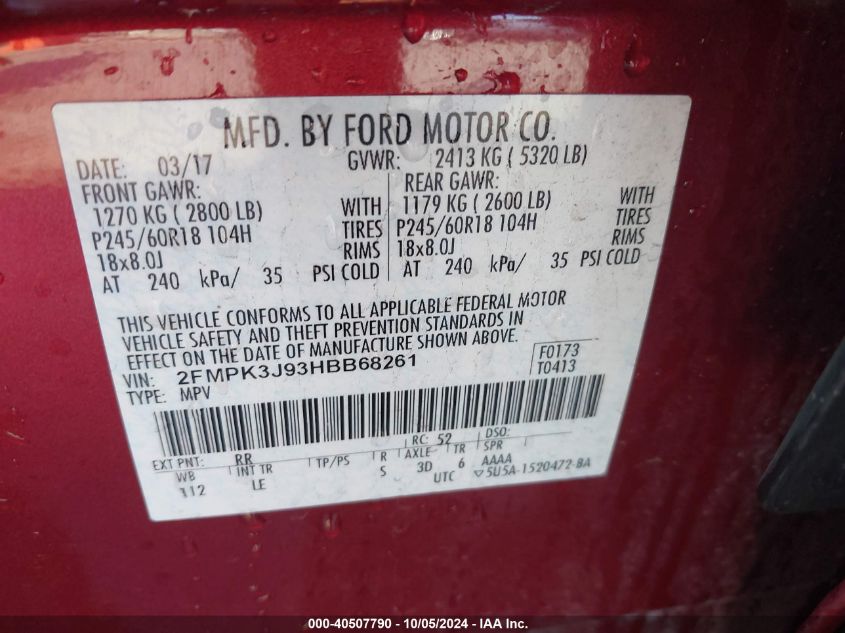 MFD. BY FORD MOTOR CO.
DATE: 03/17 GVWR: 2413 KG ( 5320 LB)
FRONT GAWR: REAR GAWR:
1270 KG ( 2800 LB) WITH 1179 KG ( 2600 LB) WITH
P245/60R18 104H TIRES P245/60R18 104H TIRES
18x8.0J RIMS 18x8.0J RIMS
AT 240 kPa/ 35 PSI COLD AT 240 kPa/ 35 PSI COLD
THIS VEHICLE CONFORMS TO ALL APPLICABLE FEDERAL MOTOR
VEHICLE SAFETY AND THEFT PREVENTION STANDARDS IN
EFFECT ON THE DATE OF MANUFACTURE SHOWN ABOVE.
VIN: 2FMPK3J93HBB68261 F0173
TYPE: MPV T0413
EXT PNT: RR RC: 52 DSO:
WB INT TR TP/PS R AXLE TR SPR
112 LE S 3D 6 AAAA
UTC ▽5U5A-1520472-BA
000-40507790 - 10/05/2024 - IAA Inc.